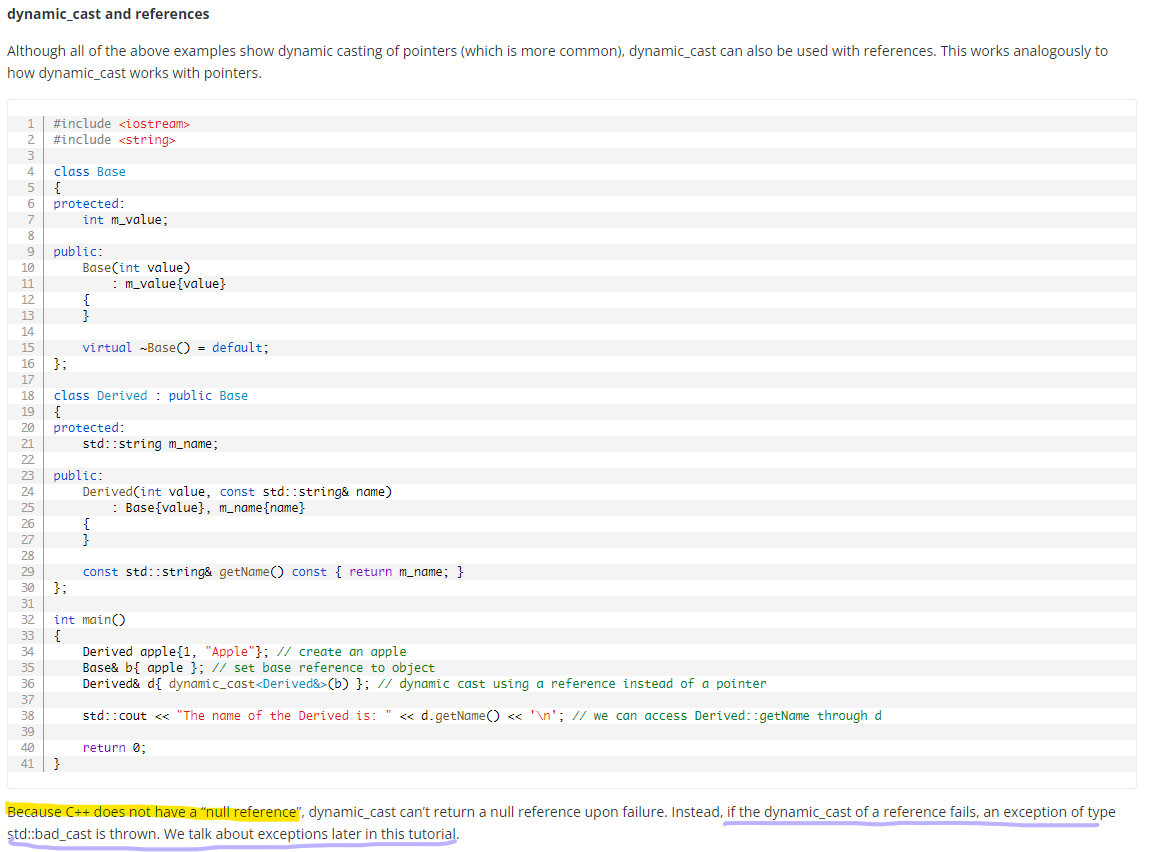 dynamic_cast and references
Although all of the above examples show dynamic casting of pointers (which is more common), dynamic_cast can also be used with references. This works analogously to
how dynamic_cast works with pointers.
1 #include <iostream>
2 #include <string>
3
4 class Base
5 {
6 protected:
7     int m_value;
8
9 public:
10     Base(int value)
11         : m_value{value}
12     {
13     }
14
15     virtual ~Base() = default;
16 };
17
18 class Derived : public Base
19 {
20 protected:
21     std::string m_name;
22
23 public:
24     Derived(int value, const std::string& name)
25         : Base{value}, m_name{name}
26     {
27     }
28
29     const std::string& getName() const { return m_name; }
30 };
31
32 int main()
33 {
34     Derived apple{1, "Apple"}; // create an apple
35     Base& b{ apple }; // set base reference to object
36     Derived& d{ dynamic_cast<Derived&>(b) }; // dynamic cast using a reference instead of a pointer
37
38     std::cout << "The name of the Derived is: " << d.getName() << '\n'; // we can access Derived::getName through d
39
40     return 0;
41 }
Because C++ does not have a “null reference”, dynamic_cast can’t return a null reference upon failure. Instead, if the dynamic_cast of a reference fails, an exception of type
std::bad_cast is thrown. We talk about exceptions later in this tutorial.